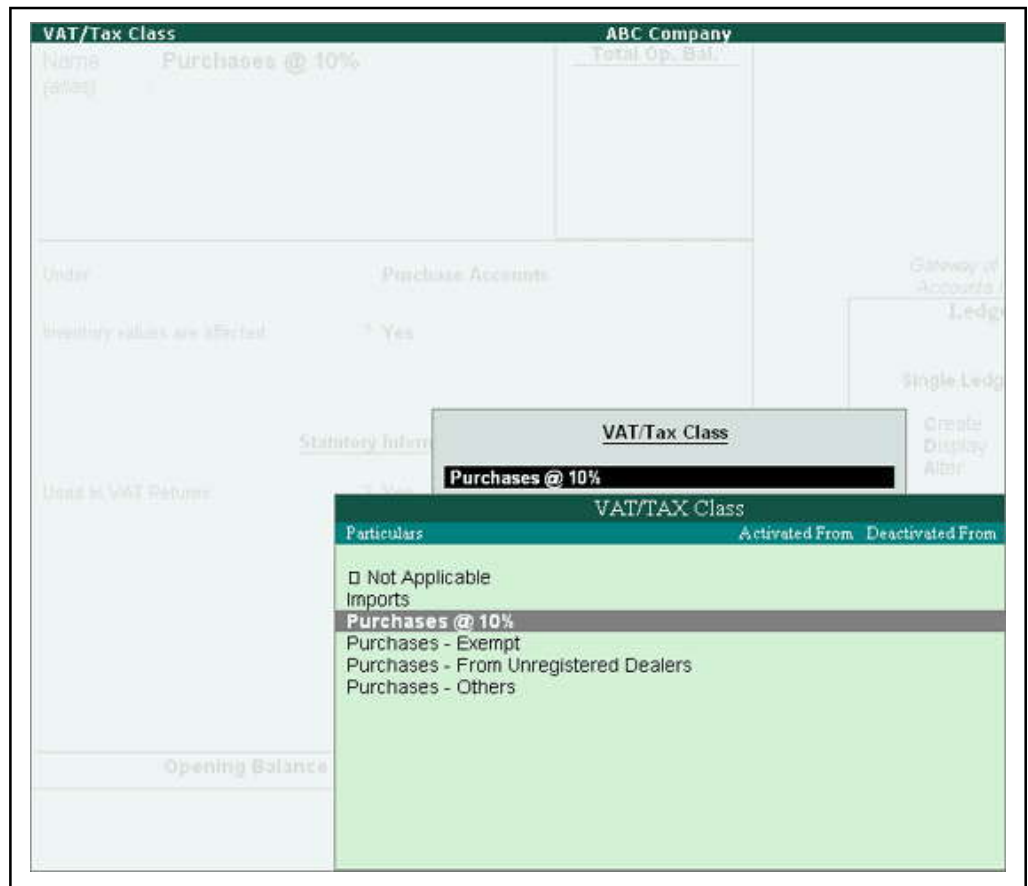 VAT/Tax Class ABC Company
Name Purchases @ 10% Total Op. Bal.
(alias) :
Under Purchase Accounts
Gateway of
Accounts
Inventory values are affected ? Yes
Ledge
Single Ledg
VAT/Tax Class
Create
Statutory Inform
Display
Purchases @ 10%
Alter
Used in VAT Returns ? Yes
VAT/TAX Class
Particulars Activated From Deactivated From
Not Applicable
Imports
Purchases @ 10%
Purchases - Exempt
Purchases - From Unregistered Dealers
Purchases - Others
Opening Balance